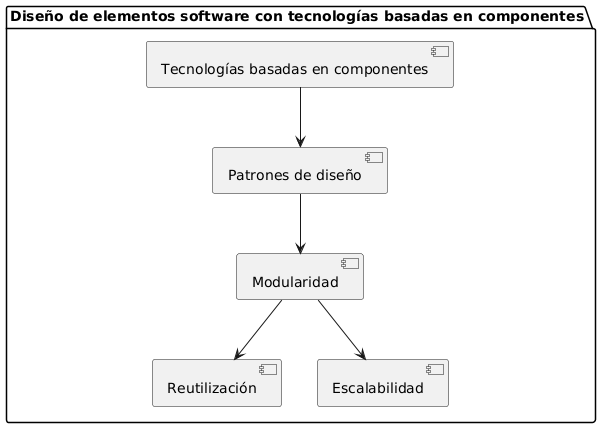 Diseño de elementos software con tecnologías basadas en componentes
Tecnologías basadas en componentes
Patrones de diseño
Modularidad
Reutilización
Escalabilidad